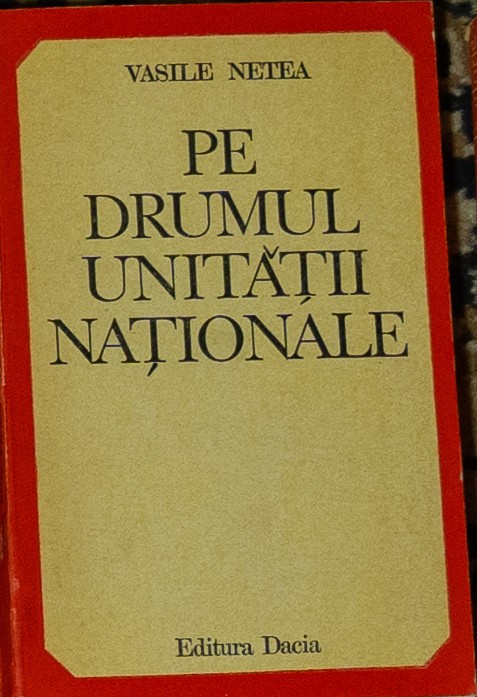 VASILE NETEA
PE
DRUMUL
UNITĂȚII
NAȚIONALE
Editura Dacia